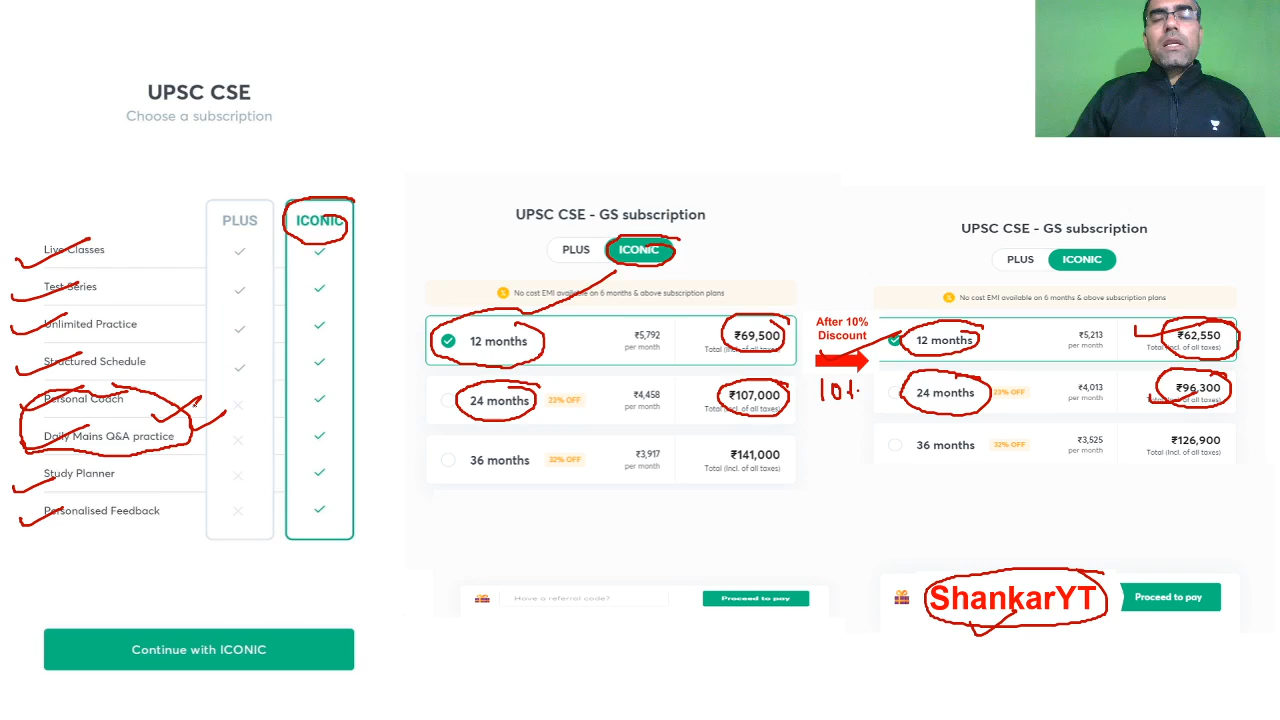 UPSC CSE
Choose a subscription
PLUS
ICONIC
Live Classes
Test Series
Unlimited Practice
Structured Schedule
Personal Coach
Daily Mains Q&A practice
Study Planner
Personalised Feedback
Continue with ICONIC
UPSC CSE - GS subscription
PLUS
ICONIC
No cost EMI available on 6 months & above subscription plans
12 months
₹5,792
per month
₹69,500
Total (Incl. of all taxes)
24 months
23% OFF
₹4,458
per month
₹107,000
Total (Incl. of all taxes)
36 months
32% OFF
₹3,917
per month
₹141,000
Total (Incl. of all taxes)
Have a referral code?
Proceed to pay
After 10%
Discount
10%
UPSC CSE - GS subscription
PLUS
ICONIC
No cost EMI available on 6 months & above subscription plans
12 months
₹5,213
per month
₹62,550
Total (Incl. of all taxes)
24 months
23% OFF
₹4,013
per month
₹96,300
Total (Incl. of all taxes)
36 months
32% OFF
₹3,525
per month
₹126,900
Total (Incl. of all taxes)
ShankarYT
Proceed to pay